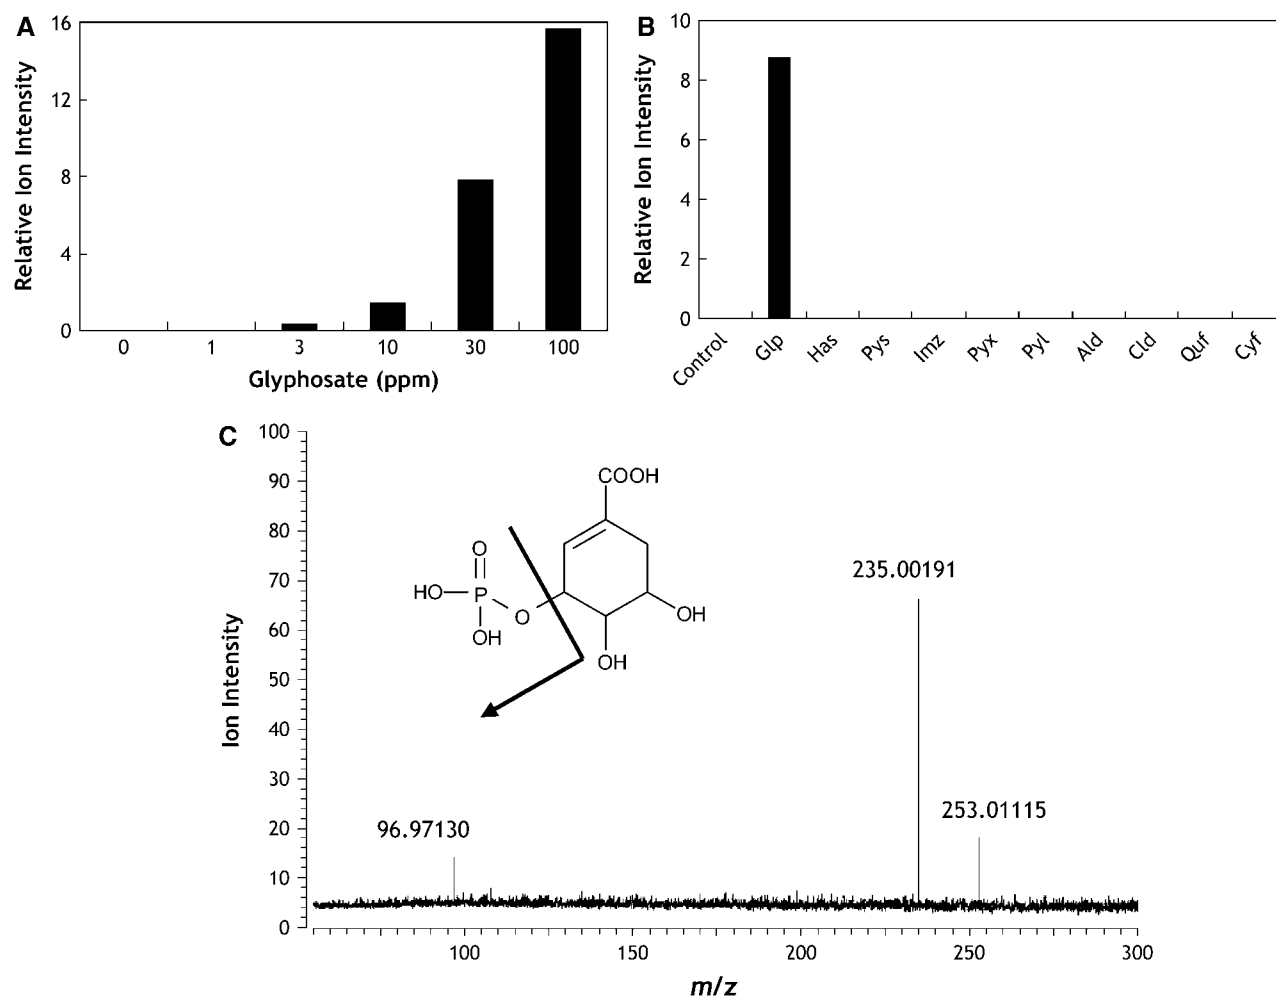 A
Relative Ion Intensity
16
12
8
4
0
0 1 3 10 30 100
Glyphosate (ppm)
B
Relative Ion Intensity
10
8
6
4
2
0
Control Glp Has Pys Imz Pyx Pyl Ald Cld Quf Cyf
C
Ion Intensity
100
90
80
70
60
50
40
30
20
10
0
COOH
O
HO P
O
OH
OH
OH
235.00191
253.01115
96.97130
100 150 200 250 300
m/z